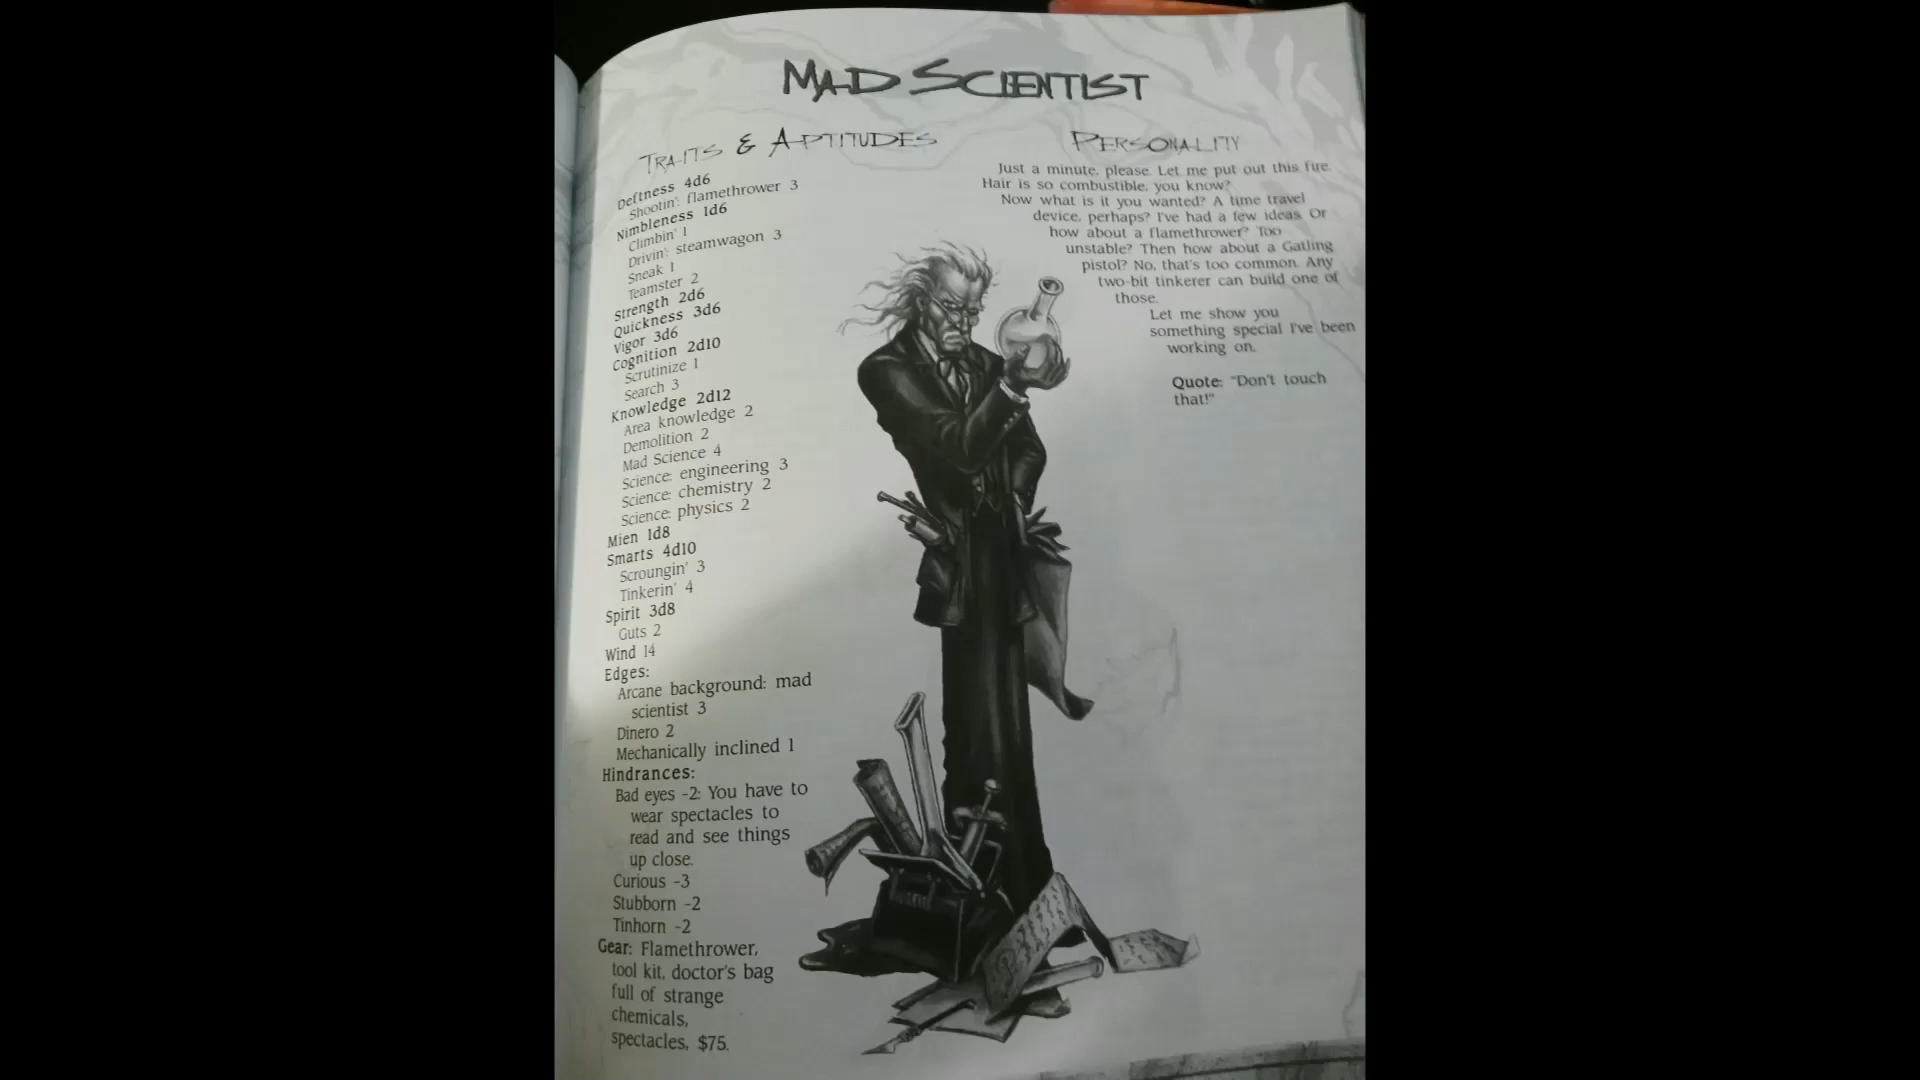 MAD SCIENTIST
TRAITS & APTITUDES
Deftness 4d6
Shootin': flamethrower 3
Nimbleness 1d6
Climbin' 1
Drivin': steamwagon 3
Sneak 1
Teamster 2
Strength 2d6
Quickness 3d6
Vigor 3d6
Cognition 2d10
Scrutinize 1
Search 3
Knowledge 2d12
Area knowledge 2
Demolition 2
Mad Science 4
Science: engineering 3
Science: chemistry 2
Science: physics 2
Mien 1d8
Smarts 4d10
Scroungin' 3
Tinkerin' 4
Spirit 3d8
Guts 2
Wind 14
Edges:
Arcane background: mad
scientist 3
Dinero 2
Mechanically inclined 1
Hindrances:
Bad eyes -2: You have to
wear spectacles to
read and see things
up close.
Curious -3
Stubborn -2
Tinhorn -2
Gear: Flamethrower,
tool kit, doctor's bag
full of strange
chemicals,
spectacles, $75.
PERSONALITY
Just a minute, please. Let me put out this fire.
Hair is so combustible, you know?
Now what is it you wanted? A time travel
device, perhaps? I've had a few ideas. Or
how about a flamethrower? Too
unstable? Then how about a Gatling
pistol? No, that's too common. Any
two-bit tinkerer can build one of
those.
Let me show you
something special I've been
working on.
Quote: "Don't touch
that!"